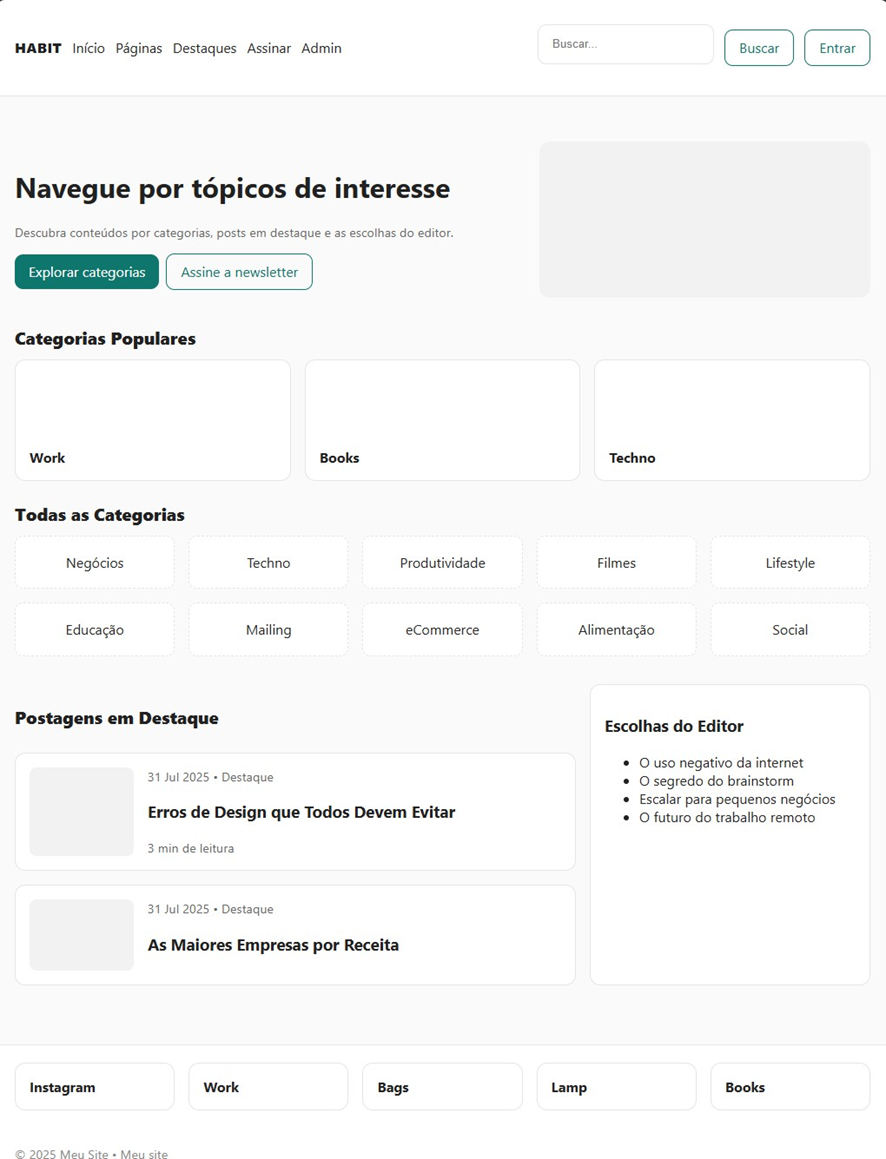 HABIT Início Páginas Destaques Assinar Admin Buscar... Buscar Entrar
Navegue por tópicos de interesse
Descubra conteúdos por categorias, posts em destaque e as escolhas do editor.
Explorar categorias Assine a newsletter
Categorias Populares
Work Books Techno
Todas as Categorias
Negócios Techno Produtividade Filmes Lifestyle
Educação Mailing eCommerce Alimentação Social
Postagens em Destaque
31 Jul 2025 • Destaque
Erros de Design que Todos Devem Evitar
3 min de leitura
31 Jul 2025 • Destaque
As Maiores Empresas por Receita
Escolhas do Editor
• O uso negativo da internet
• O segredo do brainstorm
• Escalar para pequenos negócios
• O futuro do trabalho remoto
Instagram Work Bags Lamp Books
© 2025 Meu Site • Meu site